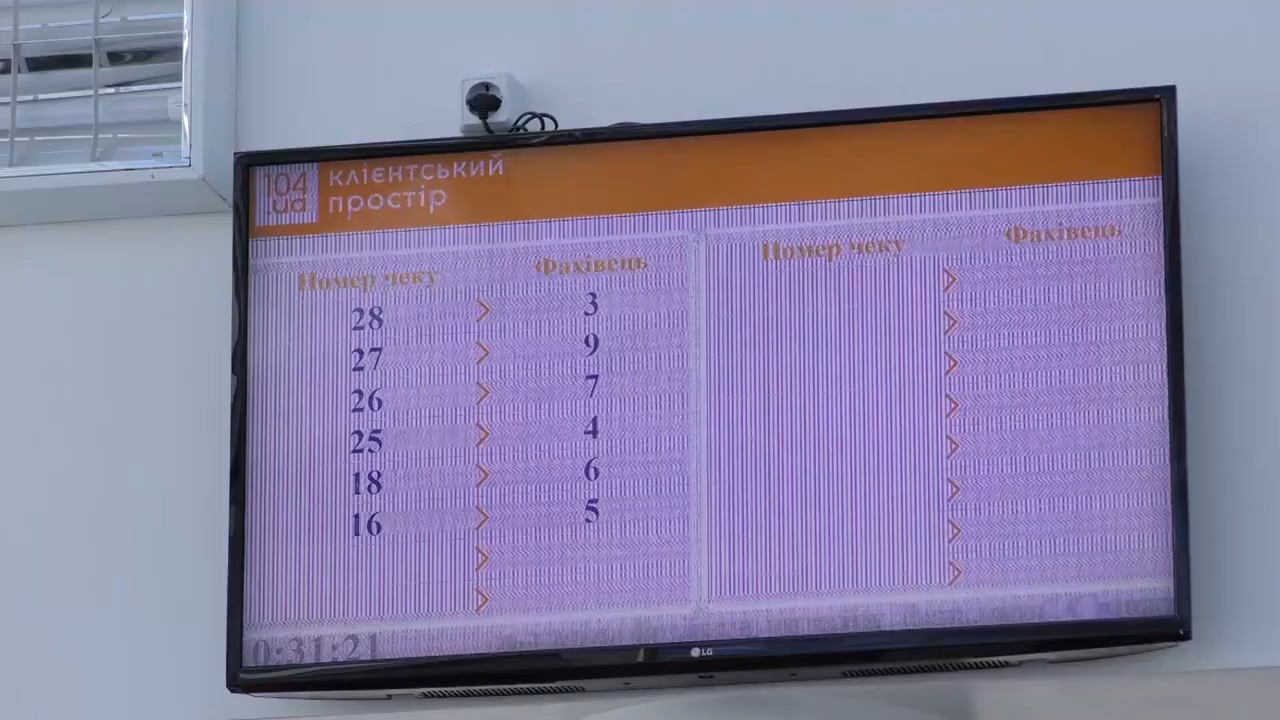 104
.ua
клієнтський
простір
Номер чеку Фахівець
28 > 3
27 > 9
26 > 7
25 > 4
18 > 6
16 > 5
>
>
Номер чеку Фахівець
>
>
>
>
>
>
>
>
0:31:21
LG